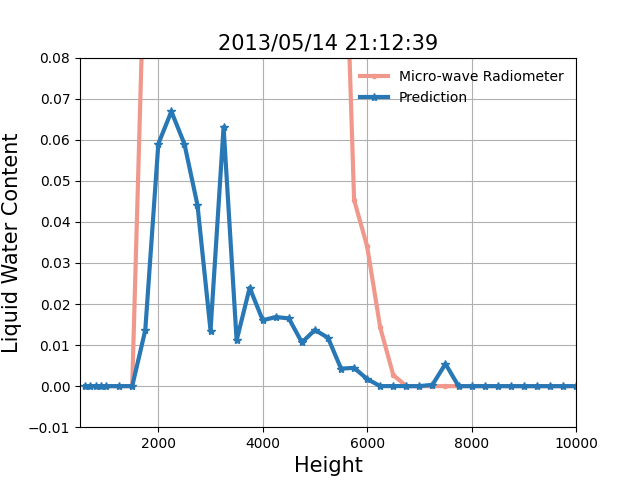 2013/05/14 21:12:39
Micro-wave Radiometer
Prediction
0.08
0.07
0.06
0.05
0.04
0.03
0.02
0.01
0.00
−0.01
Liquid Water Content
2000 4000 6000 8000 10000
Height